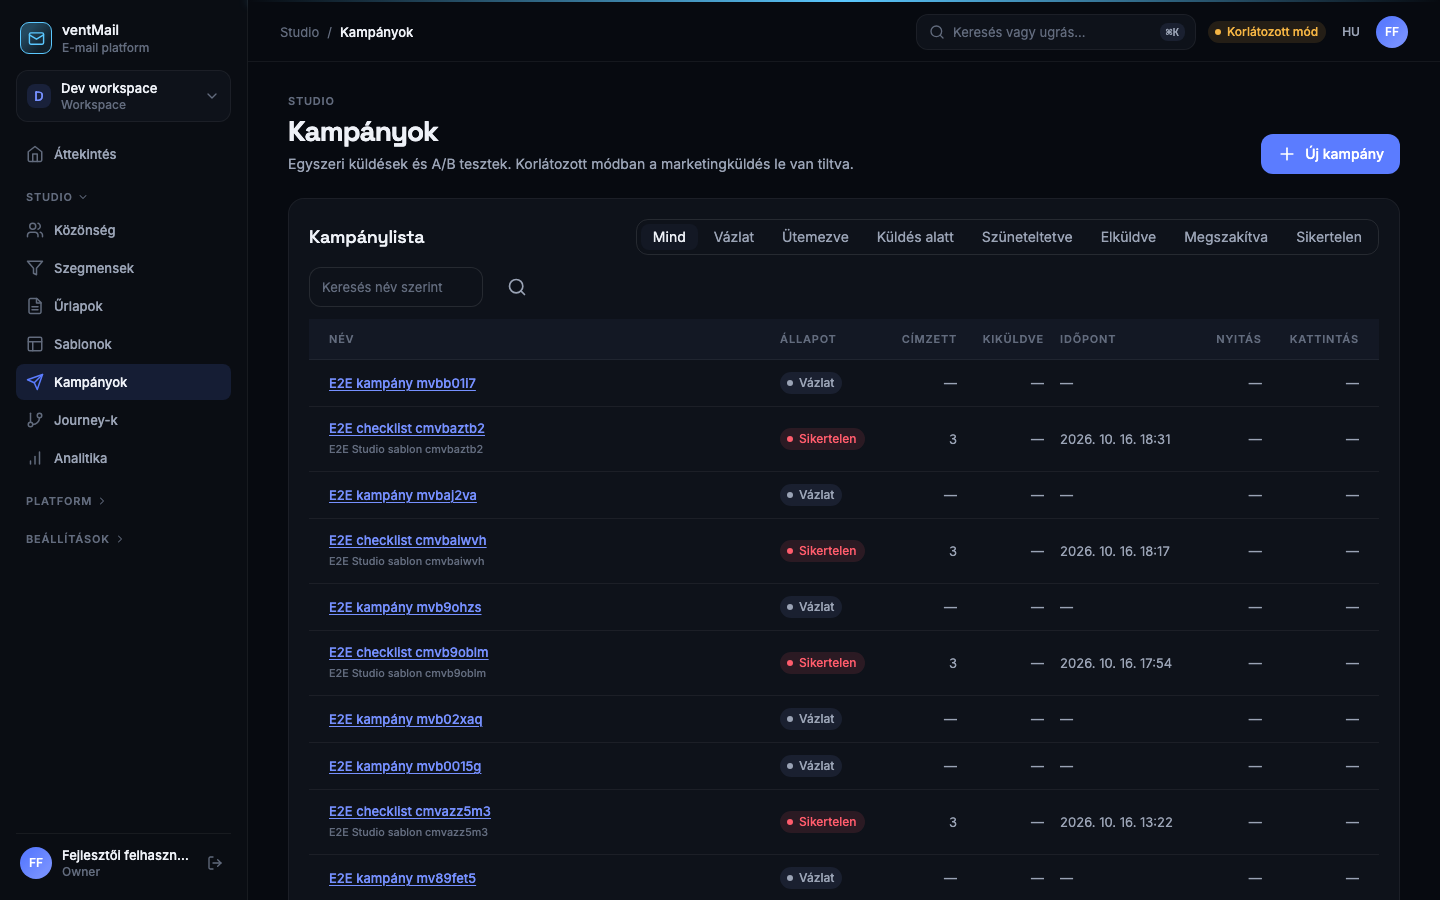 ventMail
E-mail platform
D
Dev workspace
Workspace
Áttekintés
STUDIO
Közönség
Szegmensek
Űrlapok
Sablonok
Kampányok
Journey-k
Analitika
PLATFORM
BEÁLLÍTÁSOK
FF
Fejlesztői felhaszn...
Owner
Studio / Kampányok
Keresés vagy ugrás... ⌘K
Korlátozott mód
HU
FF
STUDIO
Kampányok
Egyszeri küldések és A/B tesztek. Korlátozott módban a marketingküldés le van tiltva.
Új kampány
Kampánylista
Mind Vázlat Ütemezve Küldés alatt Szüneteltetve Elküldve Megszakítva Sikertelen
Keresés név szerint
NÉV ÁLLAPOT CÍMZETT KIKÜLDVE IDŐPONT NYITÁS KATTINTÁS
E2E kampány mvbb01l7 Vázlat — — — — —
E2E checklist cmvbaztb2 Sikertelen 3 — 2026. 10. 16. 18:31 — —
E2E Studio sablon cmvbaztb2
E2E kampány mvbaj2va Vázlat — — — — —
E2E checklist cmvbaiwvh Sikertelen 3 — 2026. 10. 16. 18:17 — —
E2E Studio sablon cmvbaiwvh
E2E kampány mvb9ohzs Vázlat — — — — —
E2E checklist cmvb9oblm Sikertelen 3 — 2026. 10. 16. 17:54 — —
E2E Studio sablon cmvb9oblm
E2E kampány mvb02xaq Vázlat — — — — —
E2E kampány mvb0015g Vázlat — — — — —
E2E checklist cmvazz5m3 Sikertelen 3 — 2026. 10. 16. 13:22 — —
E2E Studio sablon cmvazz5m3
E2E kampány mv89fet5 Vázlat — — — — —